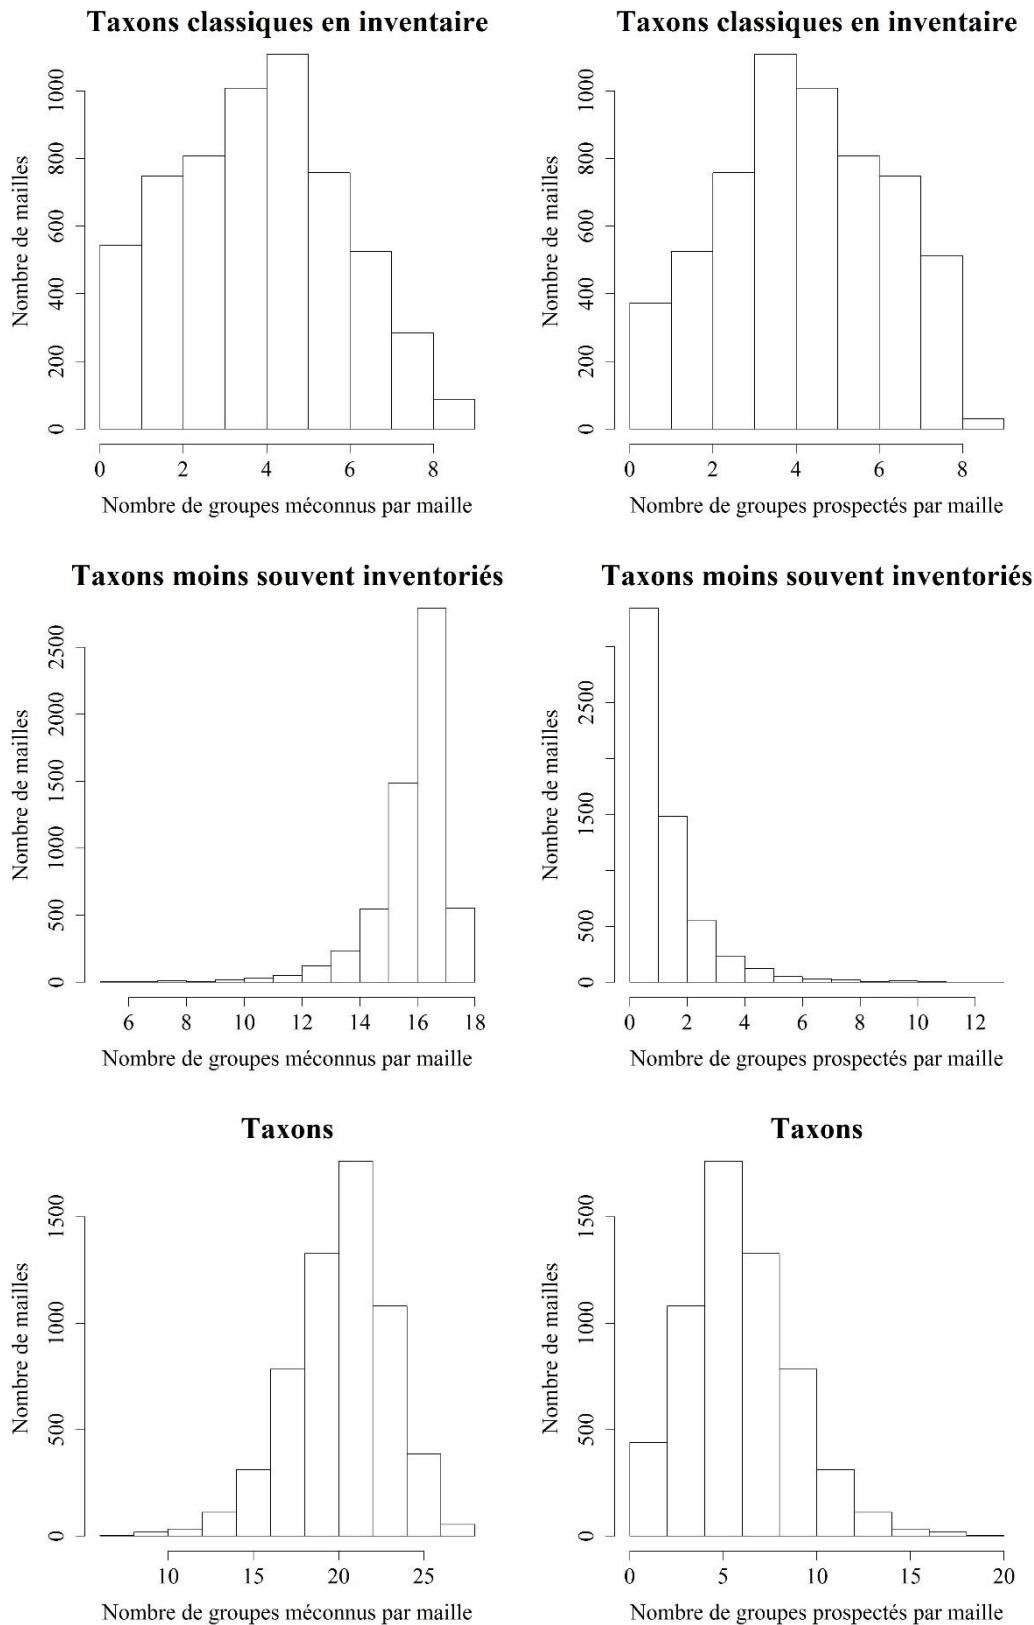 Taxons classiques en inventaire
Nombre de mailles
0 200 400 600 800 1000
0 2 4 6 8
Nombre de groupes méconnus par maille
Taxons classiques en inventaire
Nombre de mailles
0 200 400 600 800 1000
0 2 4 6 8
Nombre de groupes prospectés par maille
Taxons moins souvent inventoriés
Nombre de mailles
0 500 1000 1500 2000 2500
6 8 10 12 14 16 18
Nombre de groupes méconnus par maille
Taxons moins souvent inventoriés
Nombre de mailles
0 500 1500 2500
0 2 4 6 8 10 12
Nombre de groupes prospectés par maille
Taxons
Nombre de mailles
0 500 1000 1500
10 15 20 25
Nombre de groupes méconnus par maille
Taxons
Nombre de mailles
0 500 1000 1500
0 5 10 15 20
Nombre de groupes prospectés par maille